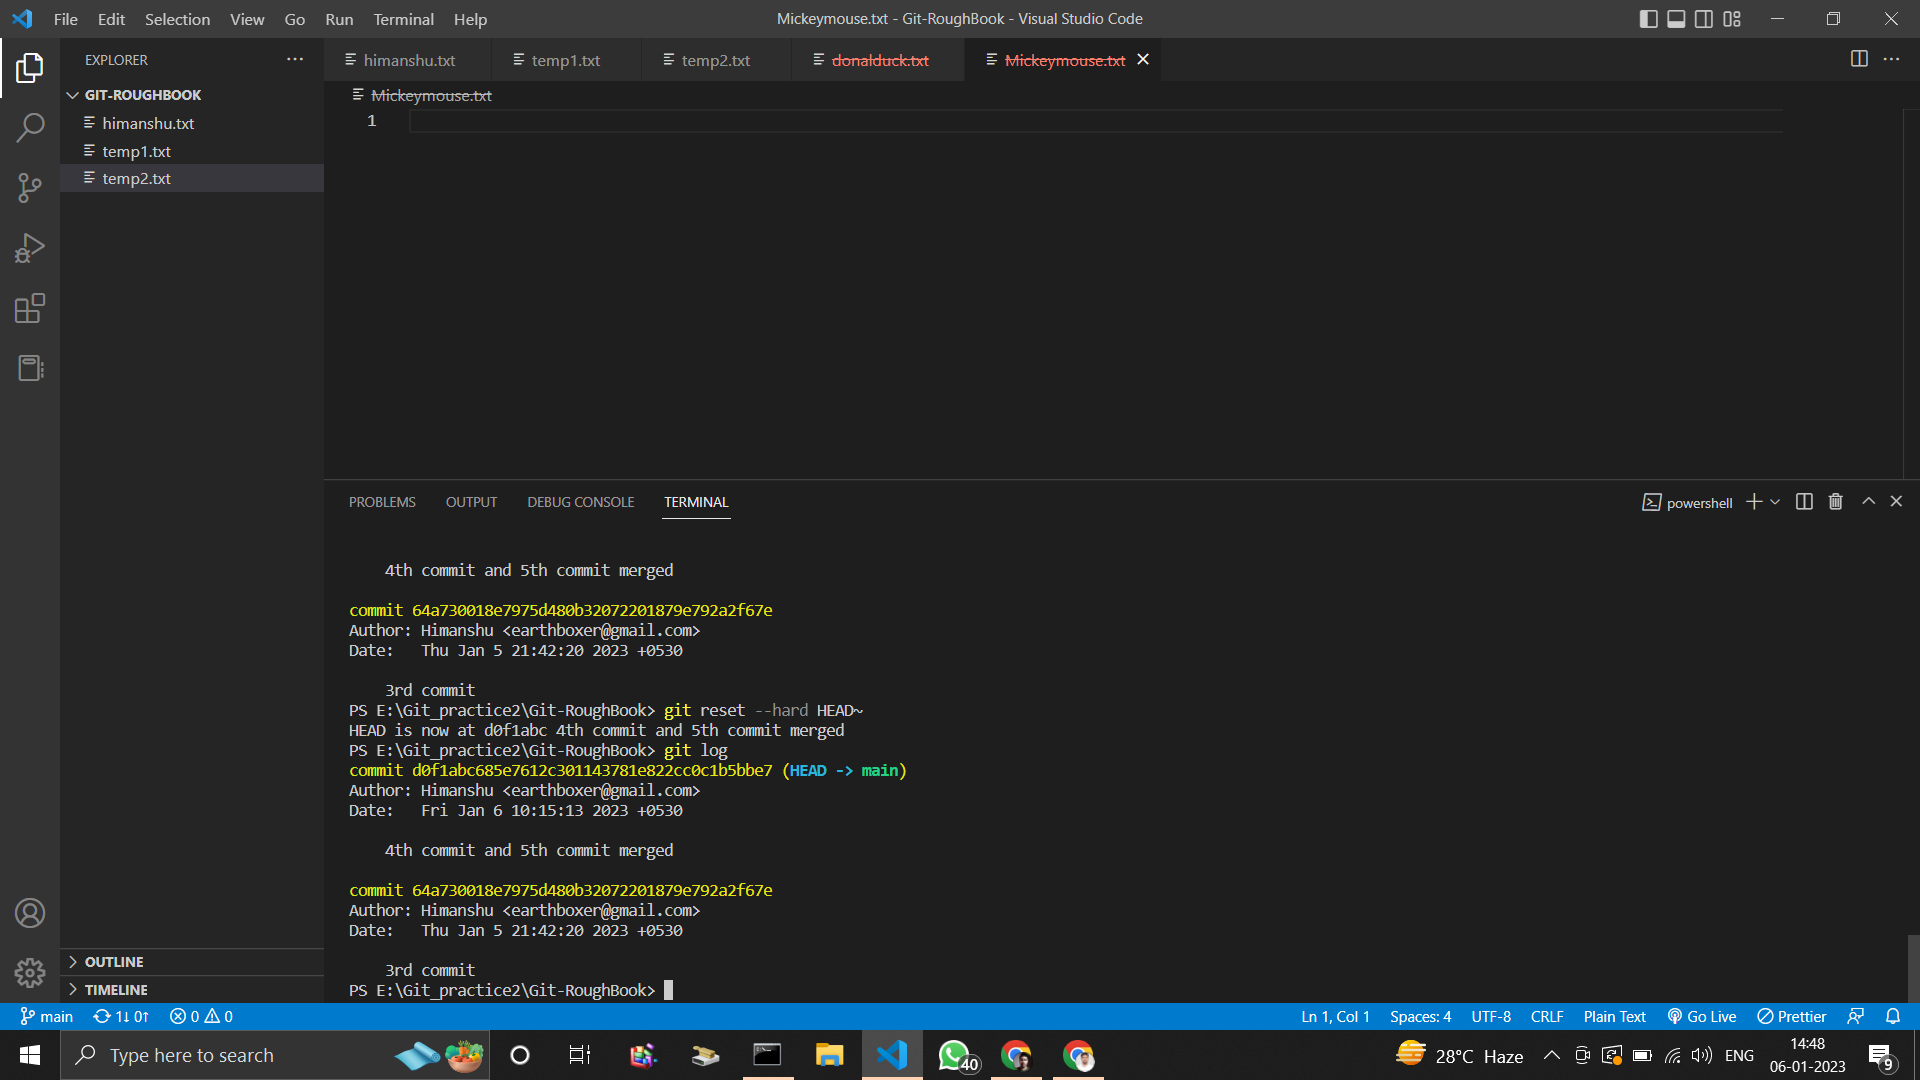 File Edit Selection View Go Run Terminal Help
Mickeymouse.txt - Git-RoughBook - Visual Studio Code
EXPLORER
GIT-ROUGHBOOK
himanshu.txt
temp1.txt
temp2.txt
OUTLINE
TIMELINE
himanshu.txt temp1.txt temp2.txt donalduck.txt Mickeymouse.txt
Mickeymouse.txt
1
PROBLEMS OUTPUT DEBUG CONSOLE TERMINAL
powershell
4th commit and 5th commit merged
commit 64a730018e7975d480b32072201879e792a2f67e
Author: Himanshu <earthboxer@gmail.com>
Date:   Thu Jan 5 21:42:20 2023 +0530
3rd commit
PS E:\Git_practice2\Git-RoughBook> git reset --hard HEAD~
HEAD is now at d0f1abc 4th commit and 5th commit merged
PS E:\Git_practice2\Git-RoughBook> git log
commit d0f1abc685e7612c301143781e822cc0c1b5bbe7 (HEAD -> main)
Author: Himanshu <earthboxer@gmail.com>
Date:   Fri Jan 6 10:15:13 2023 +0530
4th commit and 5th commit merged
commit 64a730018e7975d480b32072201879e792a2f67e
Author: Himanshu <earthboxer@gmail.com>
Date:   Thu Jan 5 21:42:20 2023 +0530
3rd commit
PS E:\Git_practice2\Git-RoughBook>
main 1↓ 0↑ 0 0
Ln 1, Col 1 Spaces: 4 UTF-8 CRLF Plain Text Go Live Prettier
Type here to search
40
28°C Haze
ENG
14:48
06-01-2023
9